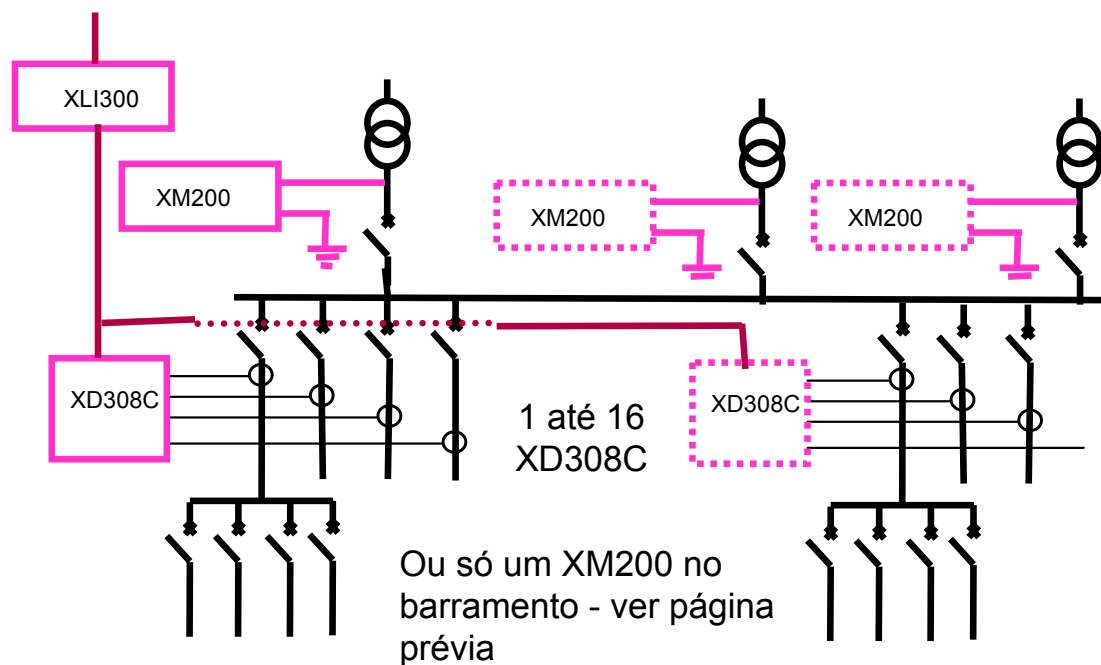 XLI300
XM200
XM200
XM200
XD308C
XD308C
1 até 16
XD308C
Ou só um XM200 no
barramento - ver página
prévia